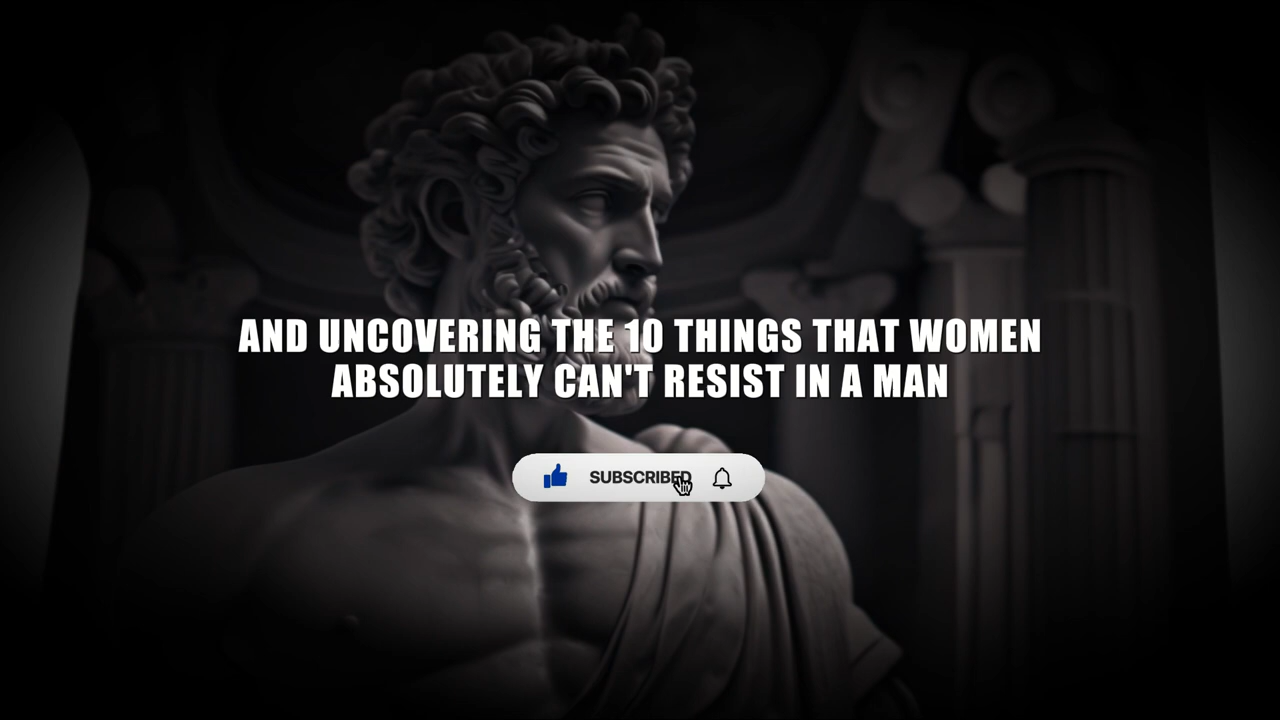 AND UNCOVERING THE 10 THINGS THAT WOMEN
ABSOLUTELY CAN'T RESIST IN A MAN
SUBSCRIBED